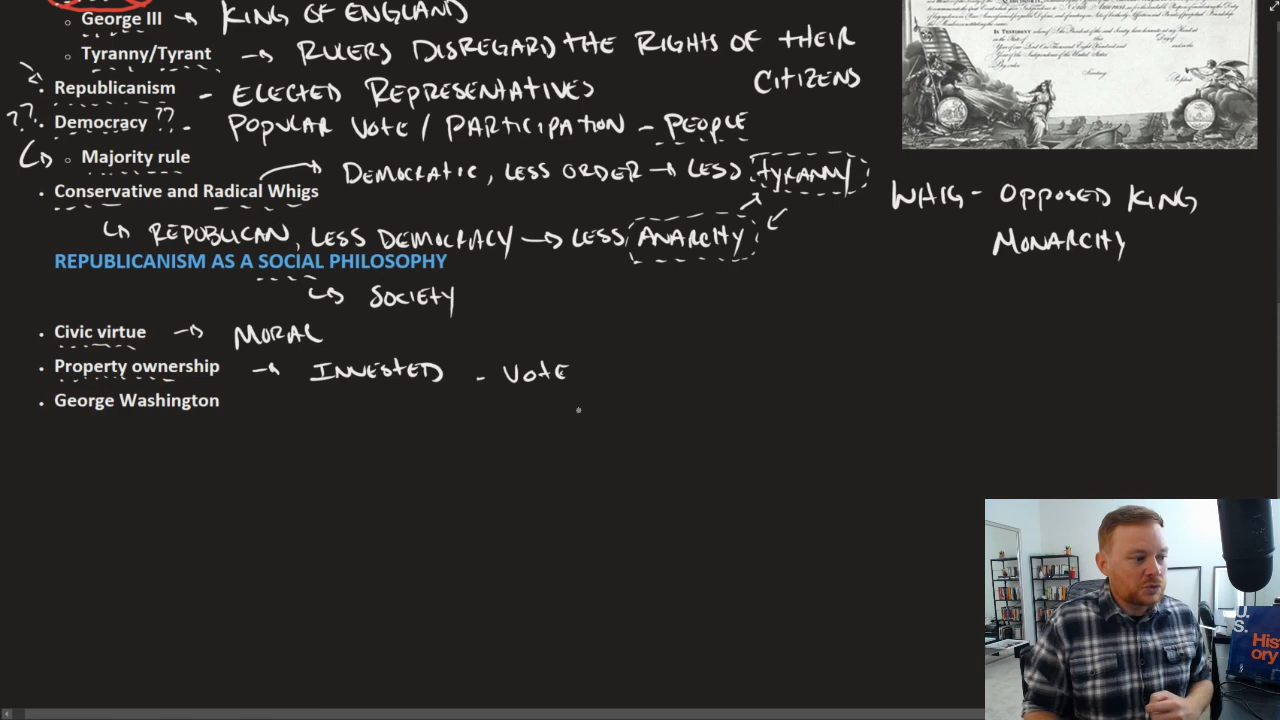 George III → KING OF ENGLAND
Tyranny/Tyrant → RULERS DISREGARD THE RIGHTS OF THEIR
CITIZENS
Republicanism - ELECTED REPRESENTATIVES
?? Democracy ?? - POPULAR VOTE / PARTICIPATION - PEOPLE
Majority rule
DEMOCRATIC, LESS ORDER → LESS TYRANNY
Conservative and Radical Whigs
WHIG - OPPOSED KING
MONARCHY
REPUBLICAN, LESS DEMOCRACY → LESS ANARCHY
REPUBLICANISM AS A SOCIAL PHILOSOPHY
SOCIETY
Civic virtue → MORAL
Property ownership → INVESTED - VOTE
George Washington
U.
S.
His
ory